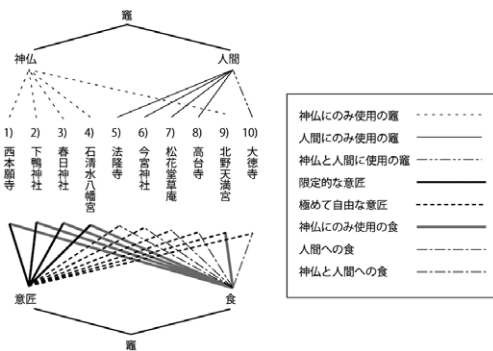 竈
神仏 人間
1) 2) 3) 4) 5) 6) 7) 8) 9) 10)
西本願寺
下鴨神社
春日神社
石清水八幡宮
法隆寺
今宮神社
松花堂草庵
高台寺
北野天満宮
大徳寺
意匠 食
竈
神仏にのみ使用の竈
人間にのみ使用の竈
神仏と人間に使用の竈
限定的な意匠
極めて自由な意匠
神仏にのみ使用の食
人間への食
神仏と人間への食